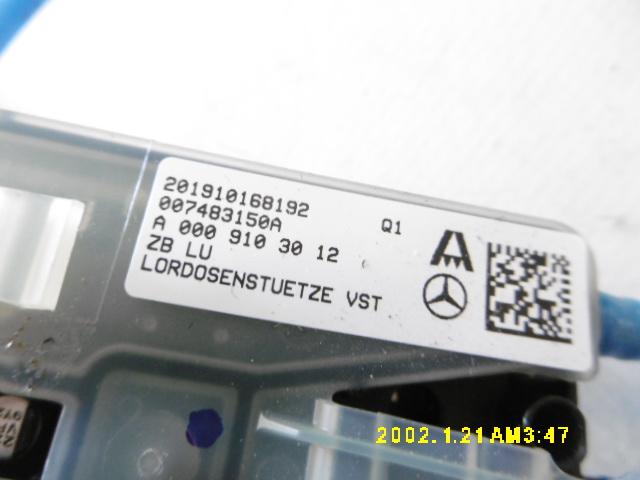 201910168192
007483150A
Q1
A 000 910 30 12
ZB LU
LORDOSENSTUETZE VST
2002.1.21 AM3:47